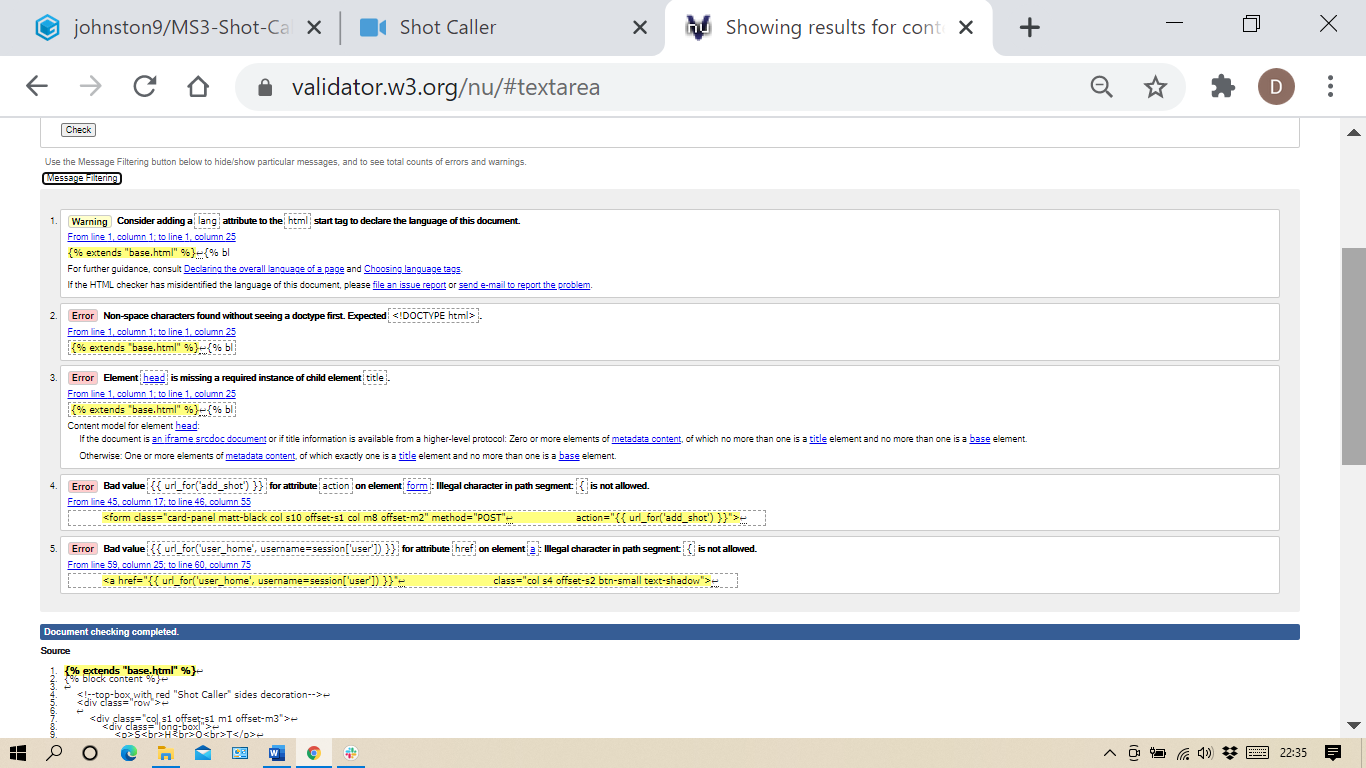 johnston9/MS3-Shot-Cal
Shot Caller
Showing results for conte
validator.w3.org/nu/#textarea
D
Check
Use the Message Filtering button below to hide/show particular messages, and to see total counts of errors and warnings.
Message Filtering
1. Warning Consider adding a lang attribute to the html start tag to declare the language of this document.
From line 1, column 1; to line 1, column 25
{% extends "base.html" %}↩{% bl
For further guidance, consult Declaring the overall language of a page and Choosing language tags.
If the HTML checker has misidentified the language of this document, please file an issue report or send e-mail to report the problem.
2. Error Non-space characters found without seeing a doctype first. Expected <!DOCTYPE html>.
From line 1, column 1; to line 1, column 25
{% extends "base.html" %}↩{% bl
3. Error Element head is missing a required instance of child element title.
From line 1, column 1; to line 1, column 25
{% extends "base.html" %}↩{% bl
Content model for element head:
If the document is an iframe srcdoc document or if title information is available from a higher-level protocol: Zero or more elements of metadata content, of which no more than one is a title element and no more than one is a base element.
Otherwise: One or more elements of metadata content, of which exactly one is a title element and no more than one is a base element.
4. Error Bad value {{ url_for('add_shot') }} for attribute action on element form: Illegal character in path segment: { is not allowed.
From line 45, column 17; to line 46, column 55
<form class="card-panel matt-black col s10 offset-s1 col m8 offset-m2" method="POST"↩ action="{{ url_for('add_shot') }}">↩
5. Error Bad value {{ url_for('user_home', username=session['user']) }} for attribute href on element a: Illegal character in path segment: { is not allowed.
From line 59, column 25; to line 60, column 75
<a href="{{ url_for('user_home', username=session['user']) }}"↩ class="col s4 offset-s2 btn-small text-shadow">↩
Document checking completed.
Source
1. {% extends "base.html" %}↩
2. {% block content %}↩
3. ↩
4. <!--top-box with red "Shot Caller" sides decoration-->↩
5. <div class="row">↩
6. ↩
7. <div class="col s1 offset-s1 m1 offset-m3">↩
8. <div class="long-box">↩
9. <p>S<br>H<br>O<br>T</p>↩
22:35